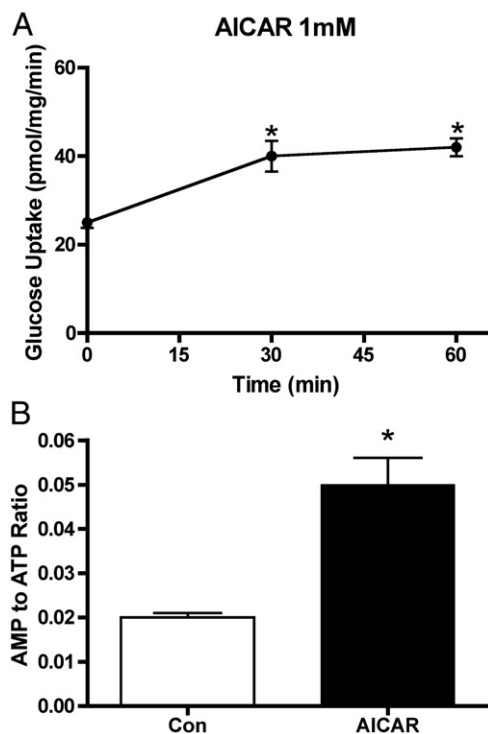 A
AICAR 1mM
Glucose Uptake (pmol/mg/min)
60
40
20
0
*
*
0 15 30 45 60
Time (min)
B
AMP to ATP Ratio
0.06
0.05
0.04
0.03
0.02
0.01
0.00
*
Con AICAR